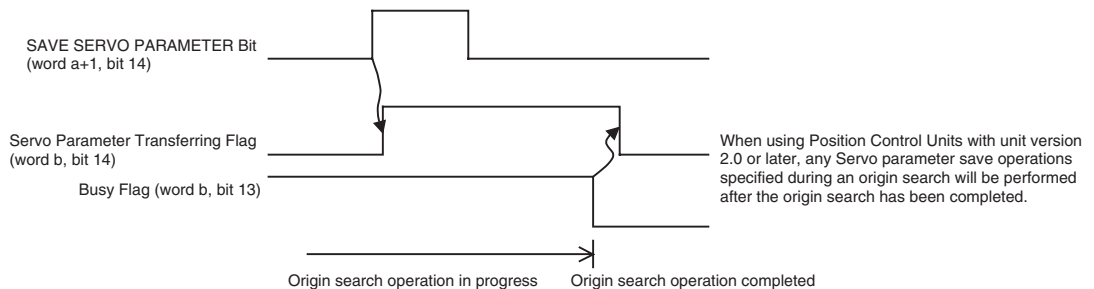 SAVE SERVO PARAMETER Bit
(word a+1, bit 14)
Servo Parameter Transferring Flag
(word b, bit 14)
Busy Flag (word b, bit 13)
When using Position Control Units with unit version
2.0 or later, any Servo parameter save operations
specified during an origin search will be performed
after the origin search has been completed.
Origin search operation in progress
Origin search operation completed